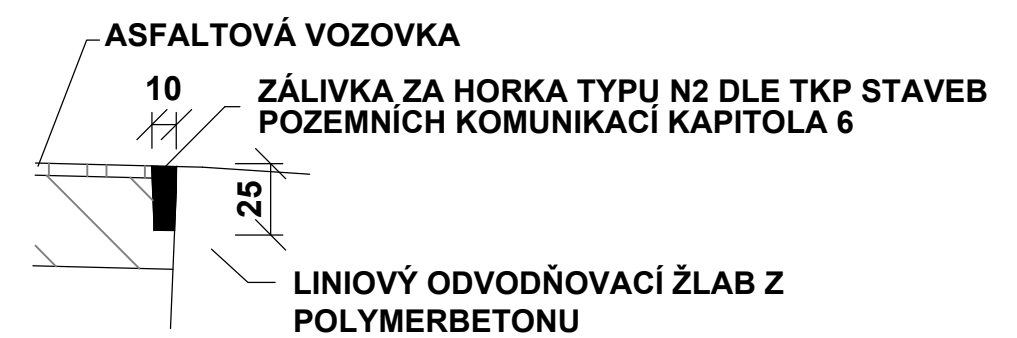 ASFALTOVÁ VOZOVKA
10
ZÁLIVKA ZA HORKA TYPU N2 DLE TKP STAVEB
POZEMNÍCH KOMUNIKACÍ KAPITOLA 6
25
LINIOVÝ ODVODŇOVACÍ ŽLAB Z
POLYMERBETONU